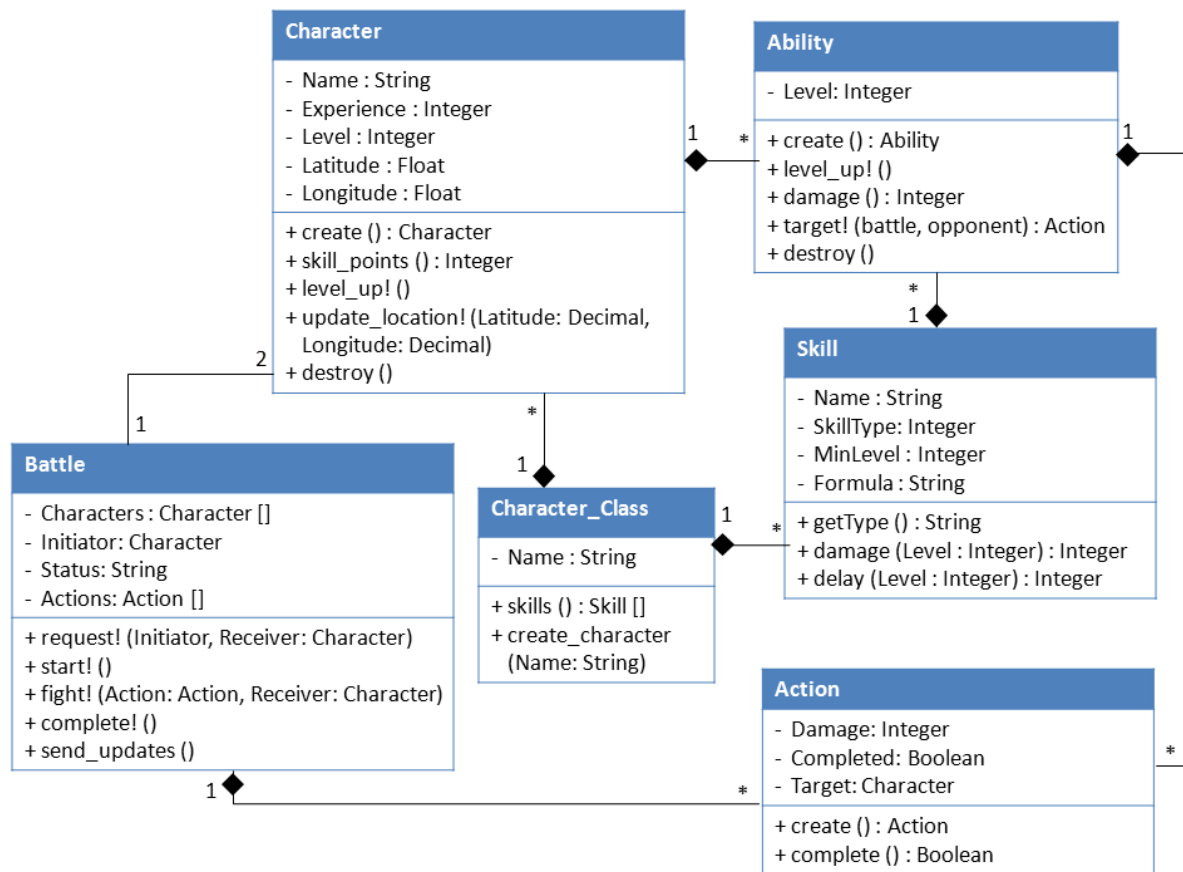 Character
- Name : String
- Experience : Integer
- Level : Integer
- Latitude : Float
- Longitude : Float
+ create () : Character
+ skill_points () : Integer
+ level_up! ()
+ update_location! (Latitude: Decimal,
Longitude: Decimal)
+ destroy ()
1
*
Ability
- Level: Integer
+ create () : Ability
+ level_up! ()
+ damage () : Integer
+ target! (battle, opponent) : Action
+ destroy ()
1
*
1
Skill
- Name : String
- SkillType: Integer
- MinLevel : Integer
- Formula : String
+ getType () : String
+ damage (Level : Integer) : Integer
+ delay (Level : Integer) : Integer
2
1
*
1
Battle
- Characters : Character []
- Initiator: Character
- Status: String
- Actions: Action []
+ request! (Initiator, Receiver: Character)
+ start! ()
+ fight! (Action: Action, Receiver: Character)
+ complete! ()
+ send_updates ()
Character_Class
- Name : String
+ skills () : Skill []
+ create_character
(Name: String)
1
*
1
*
Action
- Damage: Integer
- Completed: Boolean
- Target: Character
+ create () : Action
+ complete () : Boolean
*